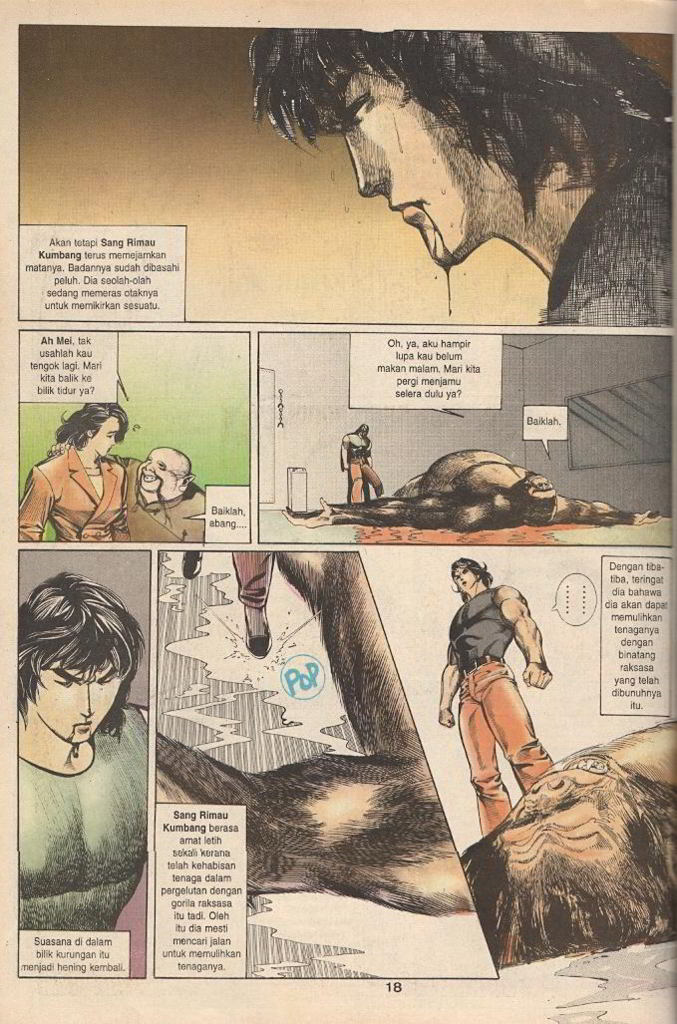 Akan tetapi Sang Rimau
Kumbang terus memejamkan
matanya. Badannya sudah dibasahi
peluh. Dia seolah-olah
sedang memeras otaknya
untuk memikirkan sesuatu.
Ah Mei, tak
usahlah kau
tengok lagi. Mari
kita balik ke
bilik tidur ya?
Baiklah,
abang....
Oh, ya, aku hampir
lupa kau belum
makan malam. Mari kita
pergi menjamu
selera dulu ya?
Baiklah.
Suasana di dalam
bilik kurungan itu
menjadi hening kembali.
POP
Sang Rimau
Kumbang berasa
amat letih
sekali kerana
telah kehabisan
tenaga dalam
pergelutan dengan
gorila raksasa
itu tadi. Oleh
itu dia mesti
mencari jalan
untuk memulihkan
tenaganya.
Dengan tiba-
tiba, teringat
dia bahawa
dia akan dapat
memulihkan
tenaganya
dengan
binatang
raksasa
yang telah
dibunuhnya
itu.
18